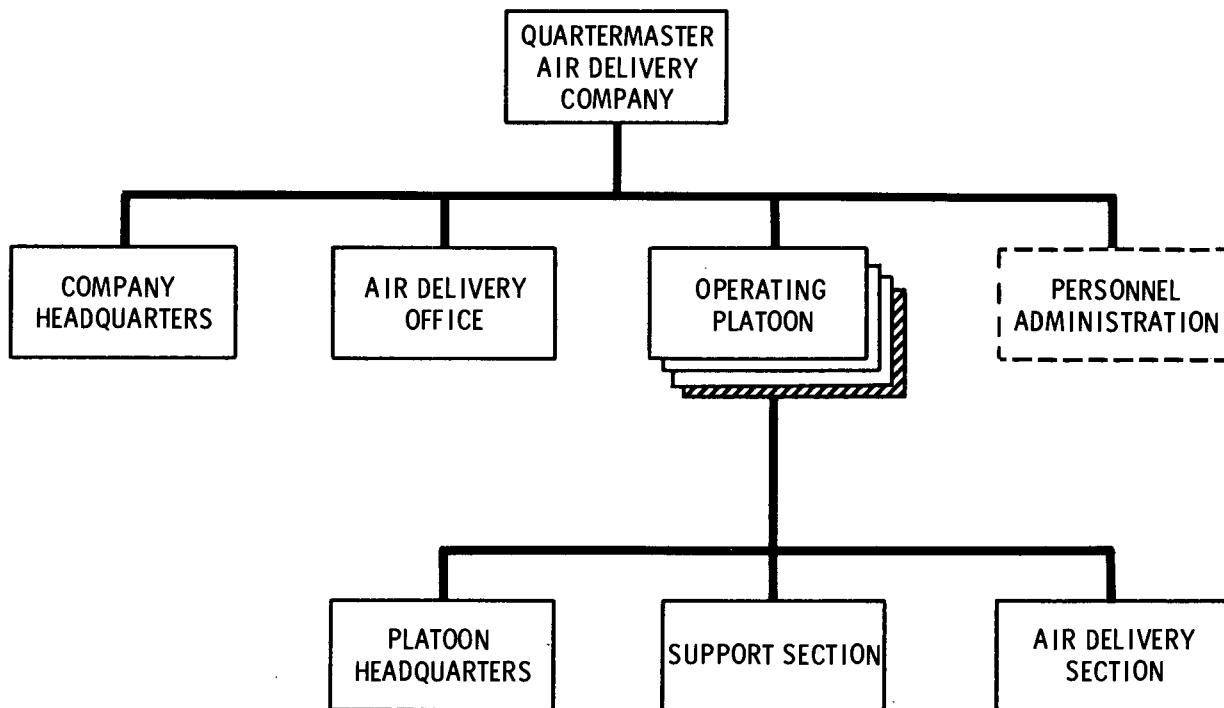 QUARTERMASTER
AIR DELIVERY
COMPANY
COMPANY
HEADQUARTERS
AIR DELIVERY
OFFICE
OPERATING
PLATOON
PERSONNEL
ADMINISTRATION
PLATOON
HEADQUARTERS
SUPPORT SECTION
AIR DELIVERY
SECTION